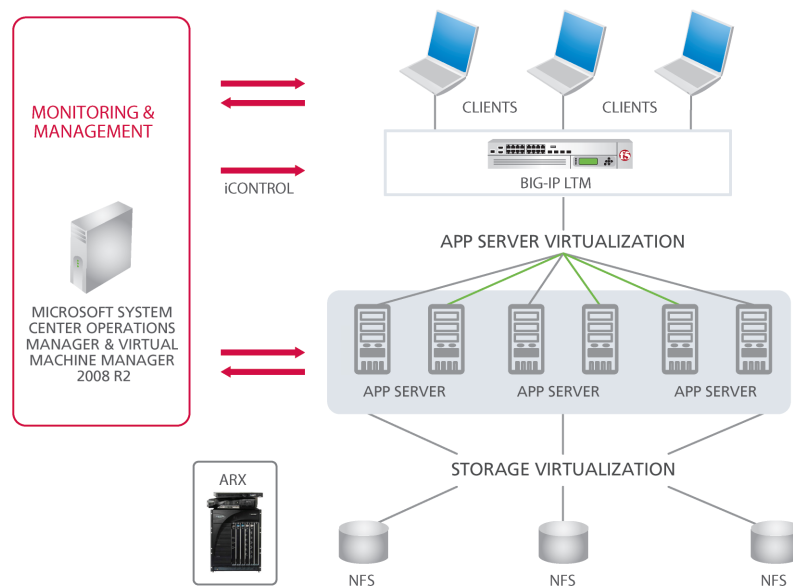 MONITORING &
MANAGEMENT
MICROSOFT SYSTEM
CENTER OPERATIONS
MANAGER & VIRTUAL
MACHINE MANAGER
2008 R2
iCONTROL
CLIENTS
CLIENTS
f5
BIG-IP LTM
APP SERVER VIRTUALIZATION
APP SERVER
APP SERVER
APP SERVER
STORAGE VIRTUALIZATION
ARX
NFS
NFS
NFS